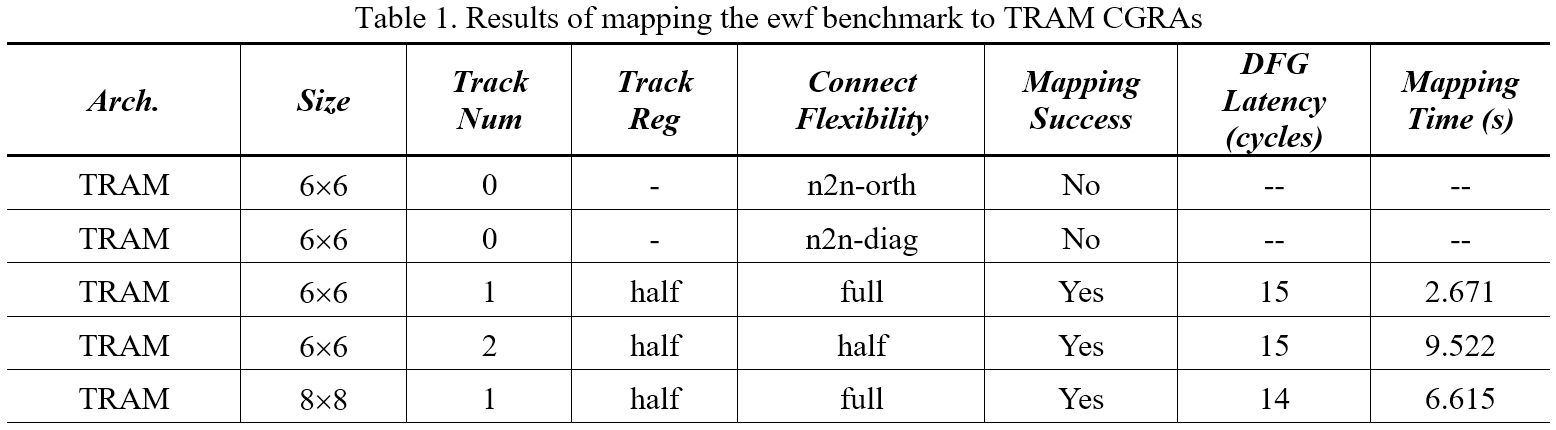 Table 1. Results of mapping the ewf benchmark to TRAM CGRAs
Arch. Size Track Num Track Reg Connect Flexibility Mapping Success DFG Latency (cycles) Mapping Time (s)
TRAM 6×6 0 - n2n-orth No -- --
TRAM 6×6 0 - n2n-diag No -- --
TRAM 6×6 1 half full Yes 15 2.671
TRAM 6×6 2 half half Yes 15 9.522
TRAM 8×8 1 half full Yes 14 6.615